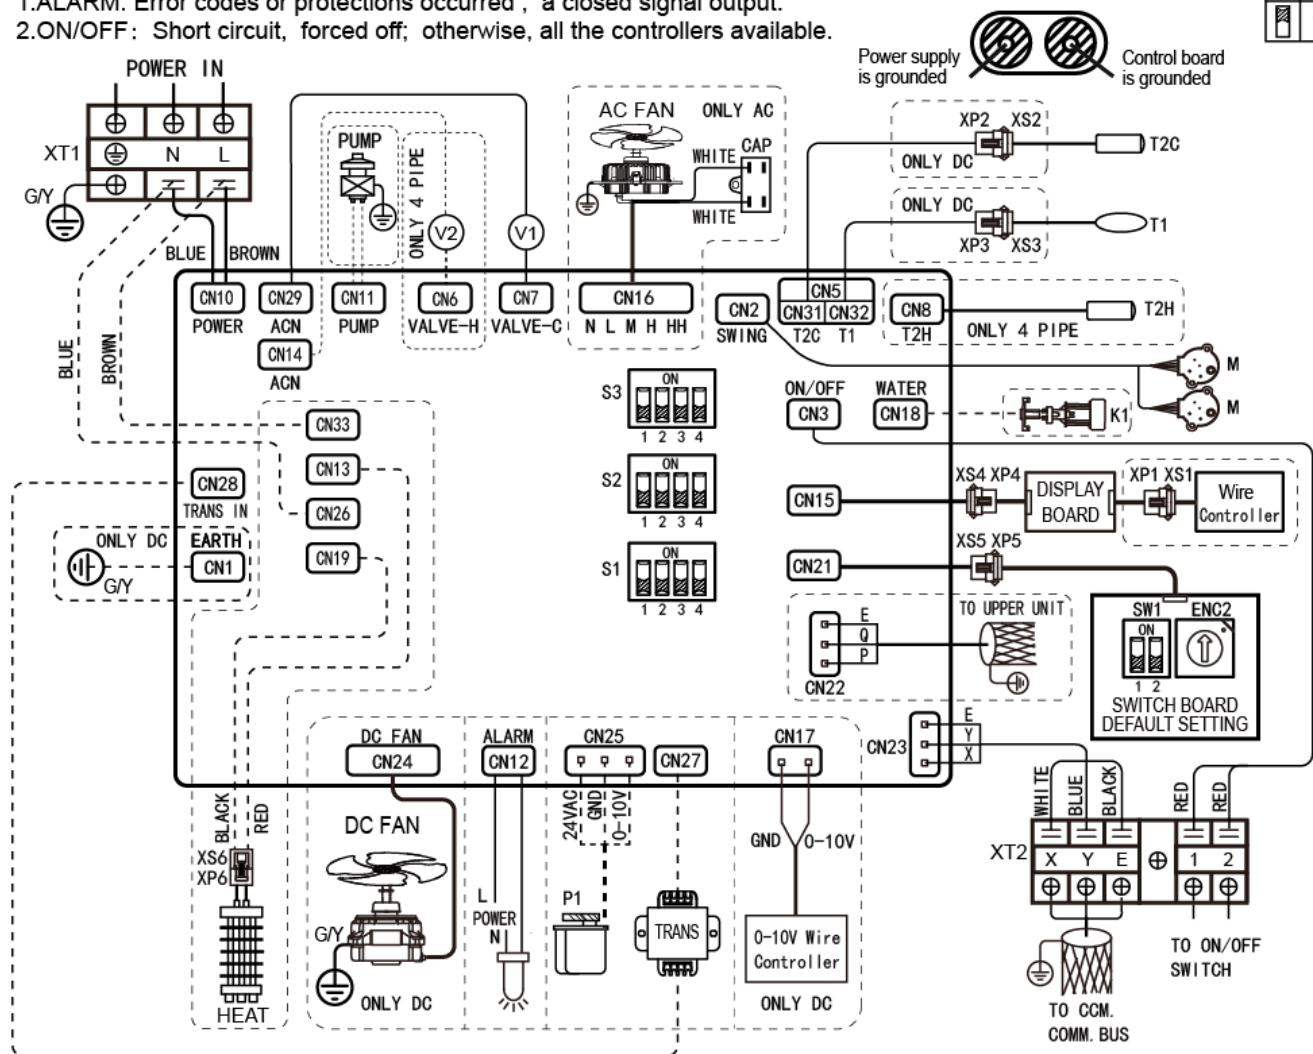 1.ALARM: Error codes or protections occurred , a closed signal output.
2.ON/OFF: Short circuit, forced off; otherwise, all the controllers available.
Power supply
is grounded
Control board
is grounded
POWER IN
XT1
N
L
G/Y
BLUE
BROWN
PUMP
ONLY 4 PIPE
V2
V1
AC FAN
ONLY AC
CAP
WHITE
WHITE
XP2 XS2
ONLY DC
T2C
ONLY DC
XP3 XS3
T1
CN10
POWER
CN29
ACN
CN14
ACN
CN11
PUMP
CN6
VALVE-H
CN7
VALVE-C
CN16
N L M H HH
CN2
SWING
CN5
CN31
CN32
T2C
T1
CN8
T2H
ONLY 4 PIPE
T2H
M
M
BLUE
BROWN
S3
ON
1 2 3 4
S2
ON
1 2 3 4
S1
ON
1 2 3 4
ON/OFF
CN3
WATER
CN18
K1
CN33
CN13
CN26
CN19
CN28
TRANS IN
ONLY DC
G/Y
EARTH
CN1
CN15
XS4 XP4
DISPLAY
BOARD
XP1 XS1
Wire
Controller
CN21
XS5 XP5
TO UPPER UNIT
E
Q
P
CN22
SW1
ENC2
ON
1 2
SWITCH BOARD
DEFAULT SETTING
CN23
E
Y
X
DC FAN
CN24
ALARM
CN12
CN25
CN27
CN17
24VAC
GND
0-10V
GND
0-10V
BLACK
RED
XS6
XP6
HEAT
DC FAN
G/Y
ONLY DC
L
POWER
N
P1
TRANS
0-10V Wire
Controller
ONLY DC
WHITE
BLUE
BLACK
RED
RED
XT2
X
Y
E
1
2
TO ON/OFF
SWITCH
TO CCM.
COMM. BUS